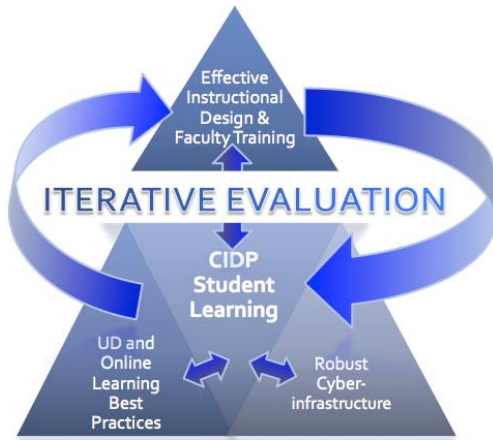 Effective
Instructional
Design &
Faculty Training
ITERATIVE EVALUATION
CIDP
Student
Learning
UD and
Online
Learning
Best
Practices
Robust
Cyber-
infrastructure